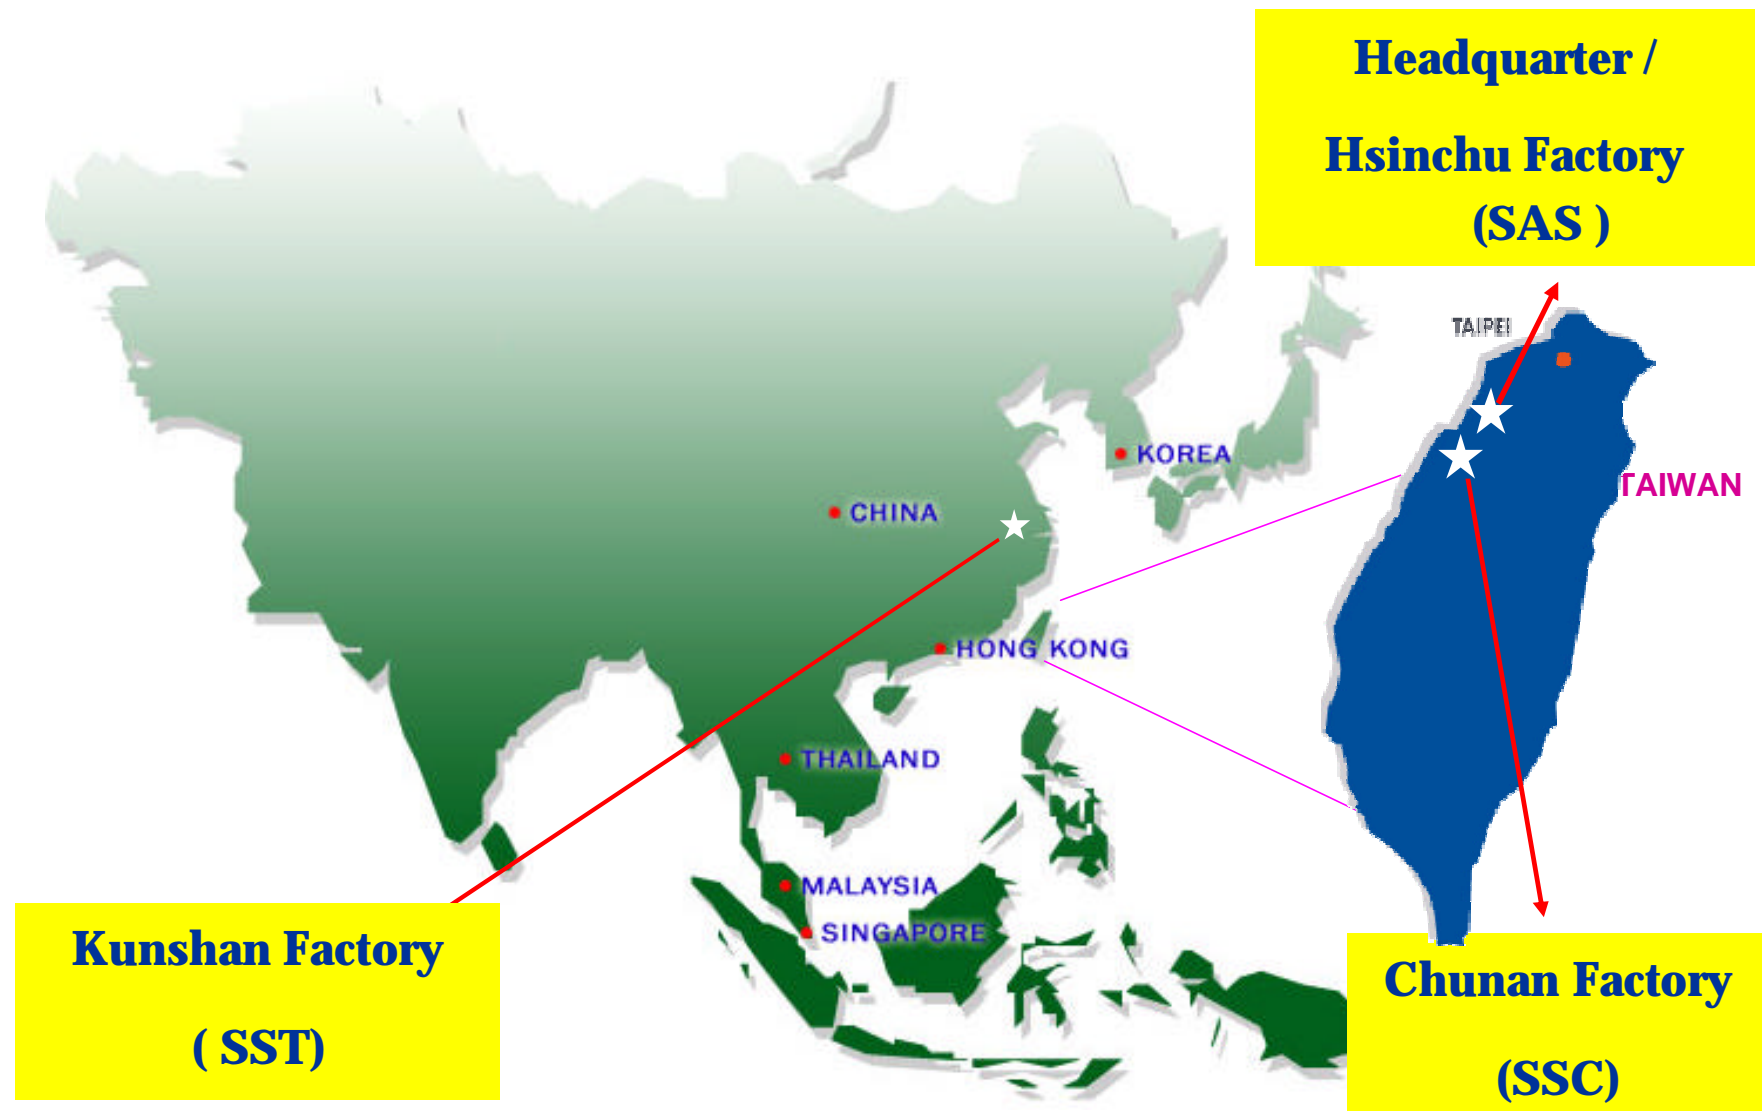 Headquarter /
Hsinchu Factory
(SAS )
TAIPEI
KOREA
TAIWAN
CHINA
HONG KONG
THAILAND
MALAYSIA
SINGAPORE
Kunshan Factory
( SST)
Chunan Factory
(SSC)